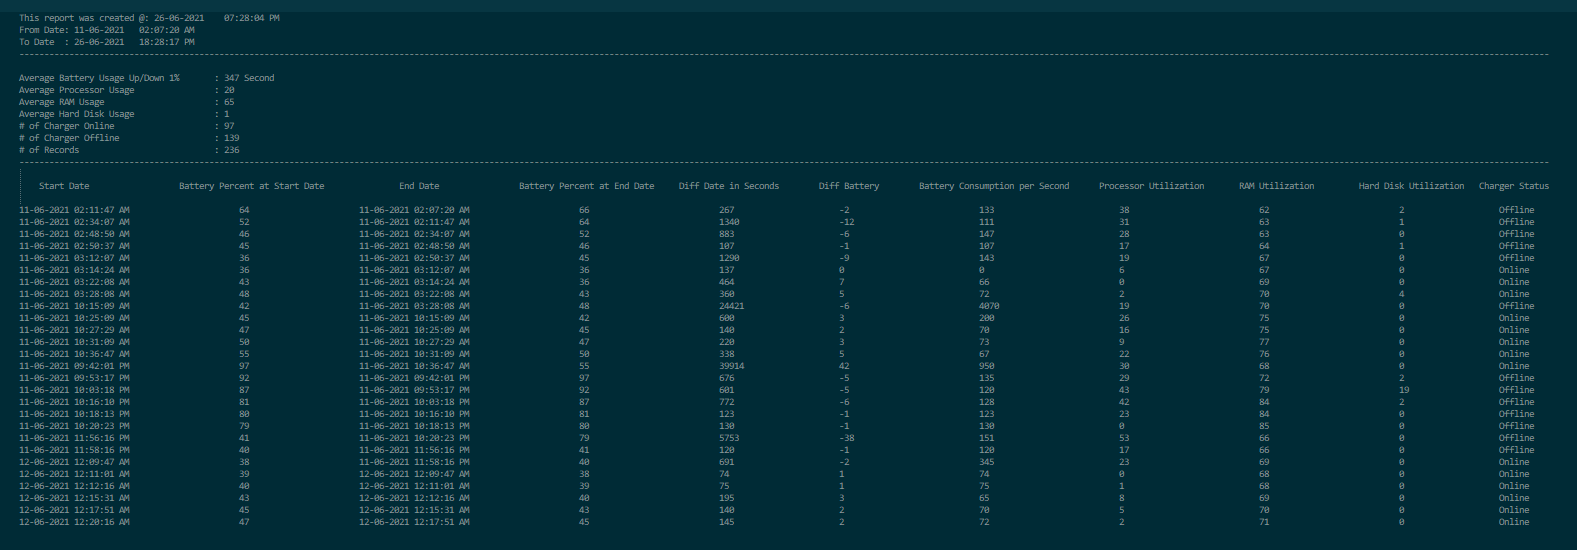 This report was created @: 26-06-2021    07:28:04 PM
From Date: 11-06-2021   02:07:20 AM
To Date  : 26-06-2021   18:28:17 PM
Average Battery Usage Up/Down 1%       : 347 Second
Average Processor Usage                : 20
Average RAM Usage                      : 65
Average Hard Disk Usage                : 1
# of Charger Online                    : 97
# of Charger Offline                   : 139
# of Records                           : 236
Start Date    Battery Percent at Start Date    End Date    Battery Percent at End Date    Diff Date in Seconds    Diff Battery    Battery Consumption per Second    Processor Utilization    RAM Utilization    Hard Disk Utilization    Charger Status
11-06-2021 02:11:47 AM    64    11-06-2021 02:07:20 AM    66    267    -2    133    38    62    2    Offline
11-06-2021 02:34:07 AM    52    11-06-2021 02:11:47 AM    64    1340    -12    111    31    63    1    Offline
11-06-2021 02:48:50 AM    46    11-06-2021 02:34:07 AM    52    883    -6    147    28    63    0    Offline
11-06-2021 02:50:37 AM    45    11-06-2021 02:48:50 AM    46    107    -1    107    17    64    1    Offline
11-06-2021 03:12:07 AM    36    11-06-2021 02:50:37 AM    45    1290    -9    143    19    67    0    Offline
11-06-2021 03:14:24 AM    36    11-06-2021 03:12:07 AM    36    137    0    0    6    67    0    Online
11-06-2021 03:22:08 AM    43    11-06-2021 03:14:24 AM    36    464    7    66    0    69    0    Online
11-06-2021 03:28:08 AM    48    11-06-2021 03:22:08 AM    43    360    5    72    2    70    4    Online
11-06-2021 10:15:09 AM    42    11-06-2021 03:28:08 AM    48    24421    -6    4070    19    70    0    Offline
11-06-2021 10:25:09 AM    45    11-06-2021 10:15:09 AM    42    600    3    200    26    75    0    Online
11-06-2021 10:27:29 AM    47    11-06-2021 10:25:09 AM    45    140    2    70    16    75    0    Online
11-06-2021 10:31:09 AM    50    11-06-2021 10:27:29 AM    47    220    3    73    9    77    0    Online
11-06-2021 10:36:47 AM    55    11-06-2021 10:31:09 AM    50    338    5    67    22    76    0    Online
11-06-2021 09:42:01 PM    97    11-06-2021 10:36:47 AM    55    39914    42    950    30    68    0    Online
11-06-2021 09:53:17 PM    92    11-06-2021 09:42:01 PM    97    676    -5    135    29    72    2    Offline
11-06-2021 10:03:18 PM    87    11-06-2021 09:53:17 PM    92    601    -5    120    43    79    19    Offline
11-06-2021 10:16:10 PM    81    11-06-2021 10:03:18 PM    87    772    -6    128    42    84    2    Offline
11-06-2021 10:18:13 PM    80    11-06-2021 10:16:10 PM    81    123    -1    123    23    84    0    Offline
11-06-2021 10:20:23 PM    79    11-06-2021 10:18:13 PM    80    130    -1    130    0    85    0    Offline
11-06-2021 11:56:16 PM    41    11-06-2021 10:20:23 PM    79    5753    -38    151    53    66    0    Offline
11-06-2021 11:58:16 PM    40    11-06-2021 11:56:16 PM    41    120    -1    120    17    66    0    Offline
12-06-2021 12:09:47 AM    38    11-06-2021 11:58:16 PM    40    691    -2    345    23    69    0    Online
12-06-2021 12:11:01 AM    39    12-06-2021 12:09:47 AM    38    74    1    74    0    68    0    Online
12-06-2021 12:12:16 AM    40    12-06-2021 12:11:01 AM    39    75    1    75    1    68    0    Online
12-06-2021 12:15:31 AM    43    12-06-2021 12:12:16 AM    40    195    3    65    8    69    0    Online
12-06-2021 12:17:51 AM    45    12-06-2021 12:15:31 AM    43    140    2    70    5    70    0    Online
12-06-2021 12:20:16 AM    47    12-06-2021 12:17:51 AM    45    145    2    72    2    71    0    Online